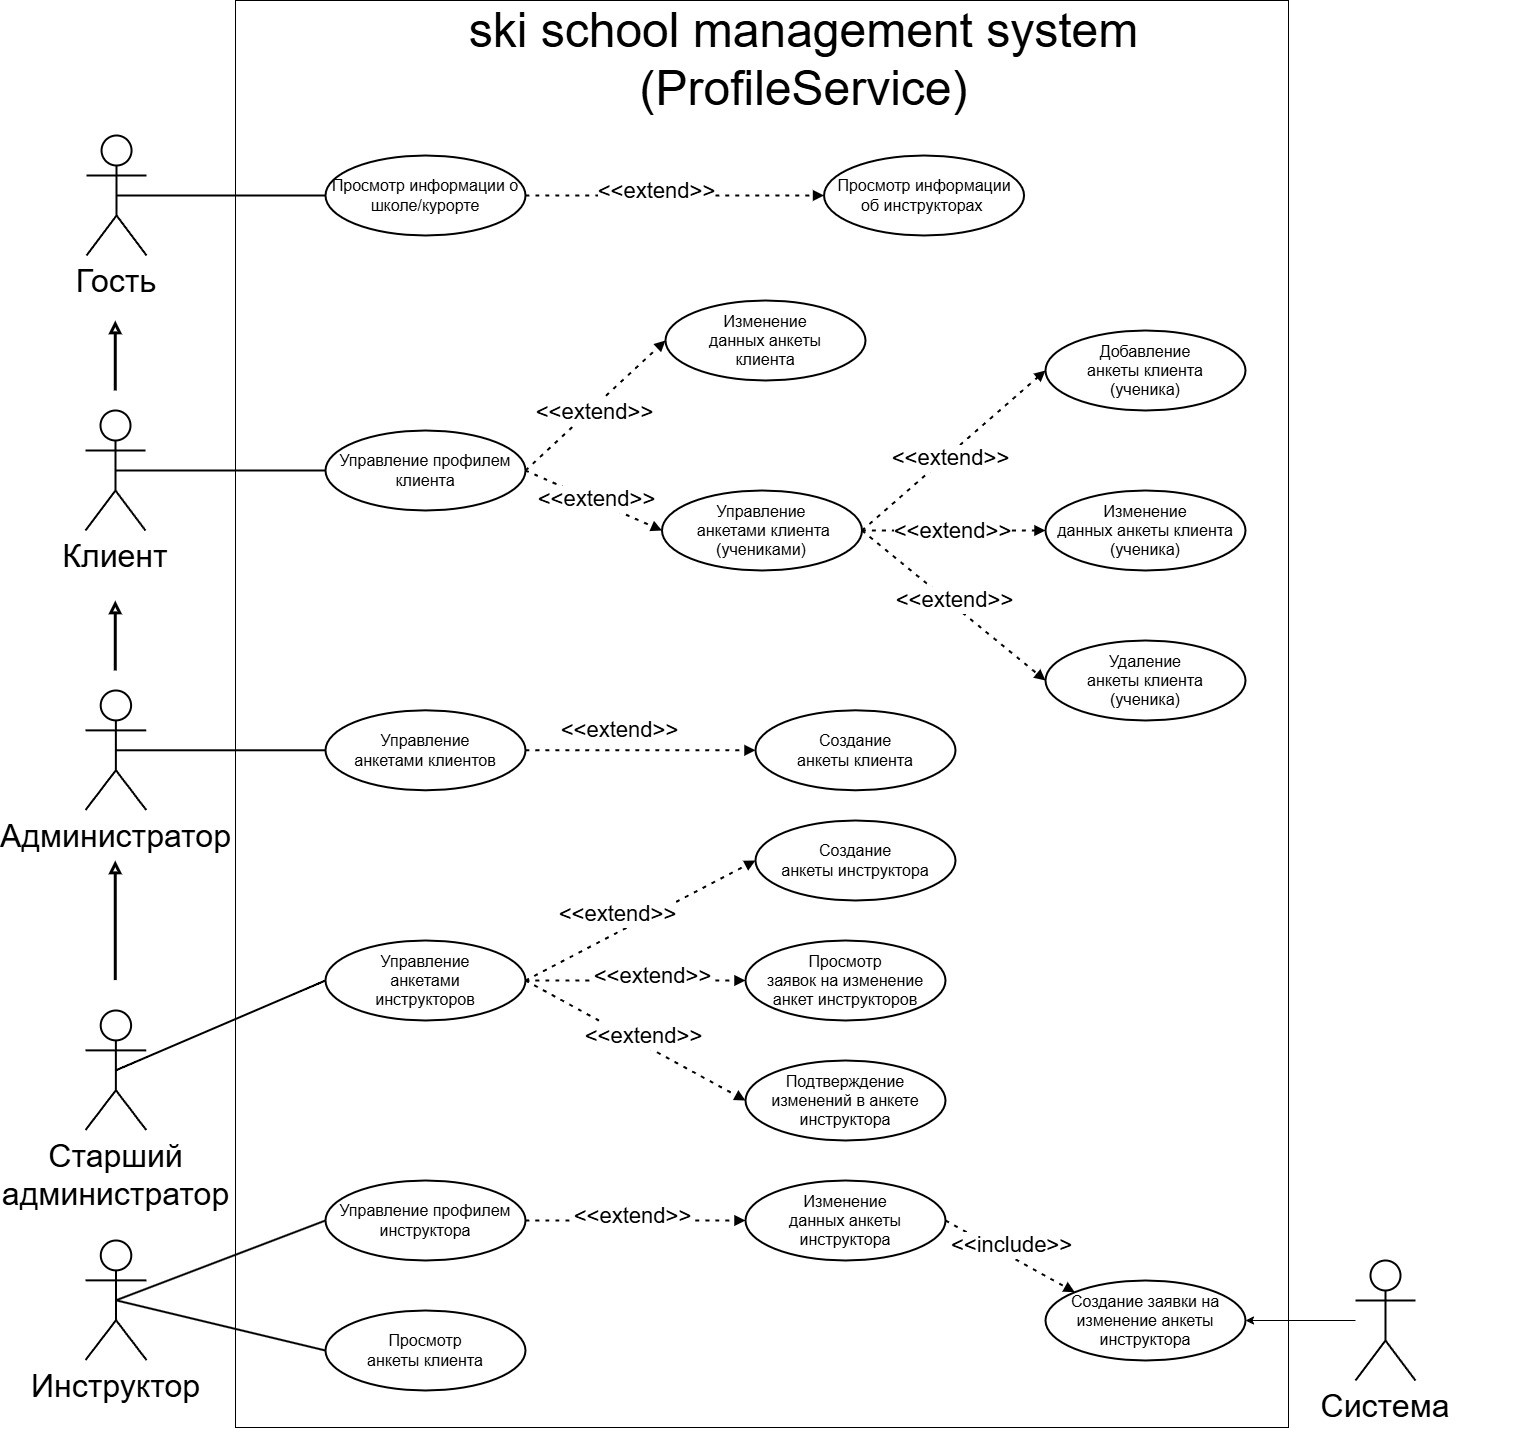 ski school management system
(ProfileService)
Гость
Просмотр информации о
школе/курорте
<<extend>>
Просмотр информации
об инструкторах
Клиент
Управление профилем
клиента
<<extend>>
Изменение
данных анкеты
клиента
<<extend>>
Управление
анкетами клиента
(учениками)
<<extend>>
Добавление
анкеты клиента
(ученика)
<<extend>>
Изменение
данных анкеты клиента
(ученика)
<<extend>>
Удаление
анкеты клиента
(ученика)
Администратор
Управление
анкетами клиентов
<<extend>>
Создание
анкеты клиента
Старший
администратор
Управление
анкетами
инструкторов
<<extend>>
Создание
анкеты инструктора
<<extend>>
Просмотр
заявок на изменение
анкет инструкторов
<<extend>>
Подтверждение
изменений в анкете
инструктора
Инструктор
Управление профилем
инструктора
<<extend>>
Изменение
данных анкеты
инструктора
<<include>>
Создание заявки на
изменение анкеты
инструктора
Просмотр
анкеты клиента
Система